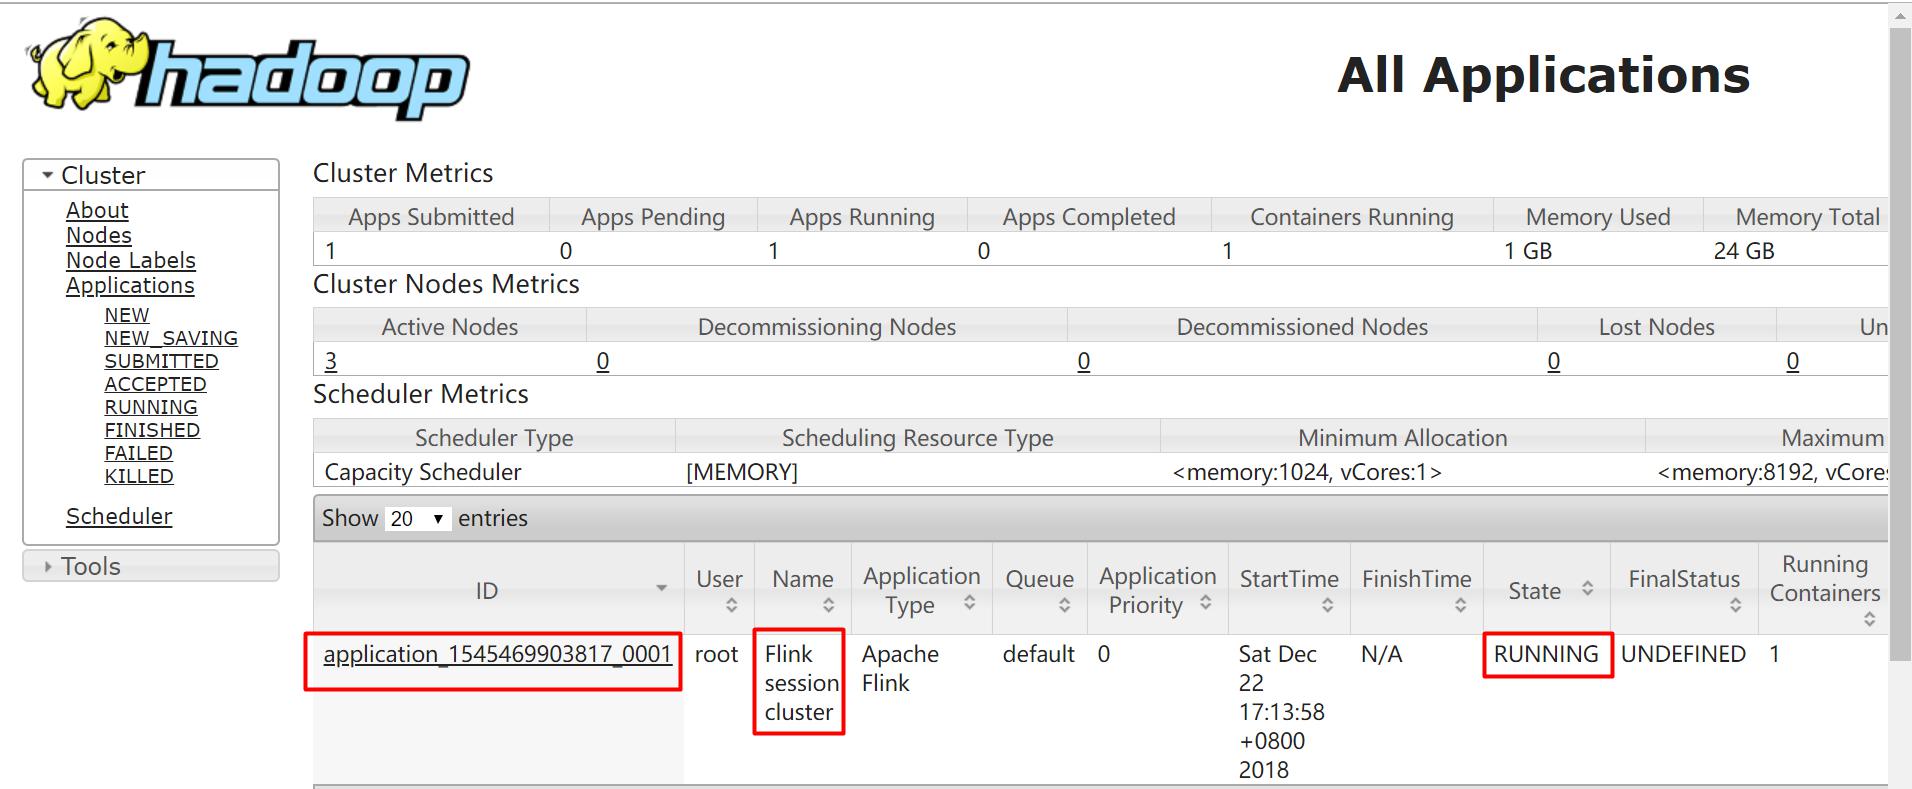 hadoop
All Applications
Cluster
About
Nodes
Node Labels
Applications
NEW
NEW_SAVING
SUBMITTED
ACCEPTED
RUNNING
FINISHED
FAILED
KILLED
Scheduler
Tools
Cluster Metrics
Apps Submitted Apps Pending Apps Running Apps Completed Containers Running Memory Used Memory Total
1 0 1 0 1 1 GB 24 GB
Cluster Nodes Metrics
Active Nodes Decommissioning Nodes Decommissioned Nodes Lost Nodes Un
3 0 0 0 0
Scheduler Metrics
Scheduler Type Scheduling Resource Type Minimum Allocation Maximum
Capacity Scheduler [MEMORY] <memory:1024, vCores:1> <memory:8192, vCores
Show 20 entries
ID User Name Application Type Queue Application Priority StartTime FinishTime State FinalStatus Running Containers
application_1545469903817_0001 root Flink session cluster Apache Flink default 0 Sat Dec 22 17:13:58 +0800 2018 N/A RUNNING UNDEFINED 1